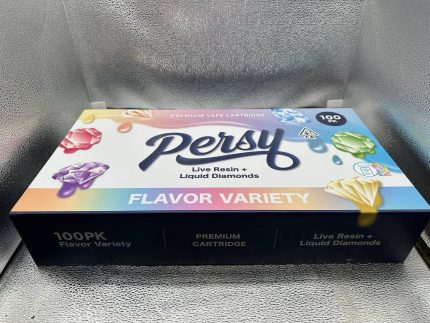 PREMIUM VAPE CARTRIDGE
100
PK
Persy
Live Resin +
Liquid Diamonds
FLAVOR VARIETY
100PK
Flavor Variety
PREMIUM
CARTRIDGE
Live Resin +
Liquid Diamonds